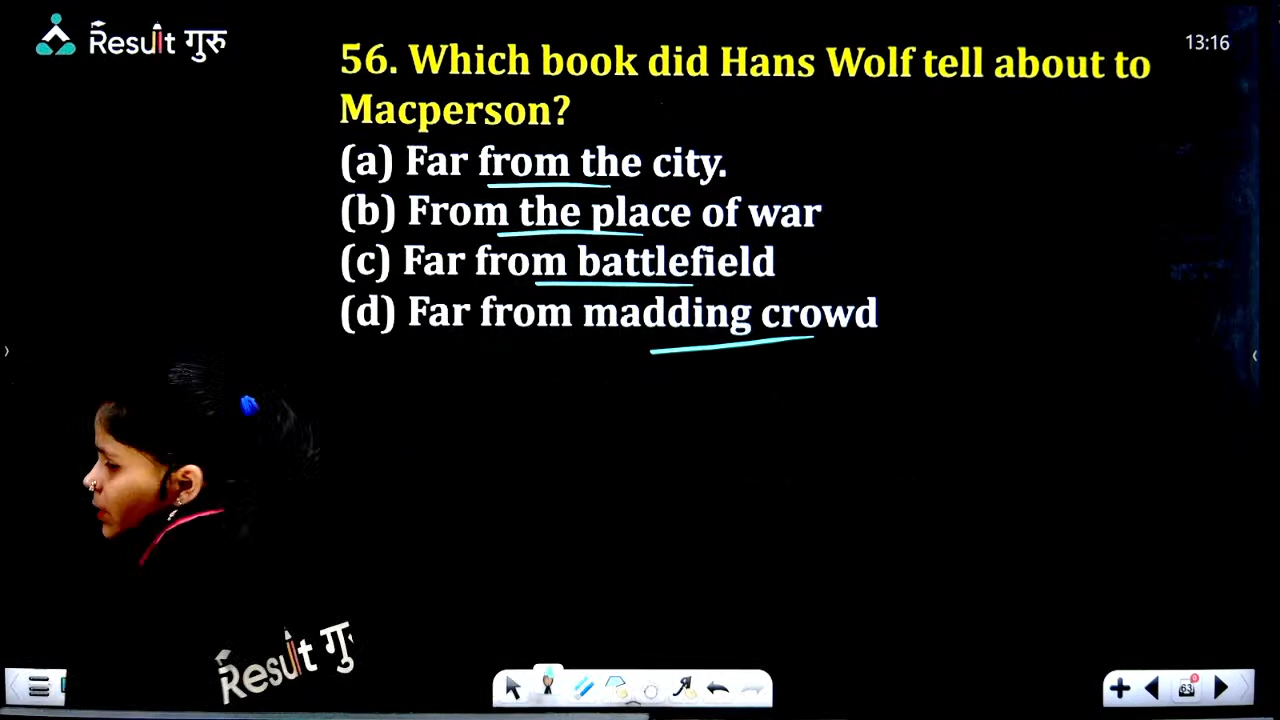 Result गुरु
13:16
56. Which book did Hans Wolf tell about to
Macperson?
(a) Far from the city.
(b) From the place of war
(c) Far from battlefield
(d) Far from madding crowd
Result
63